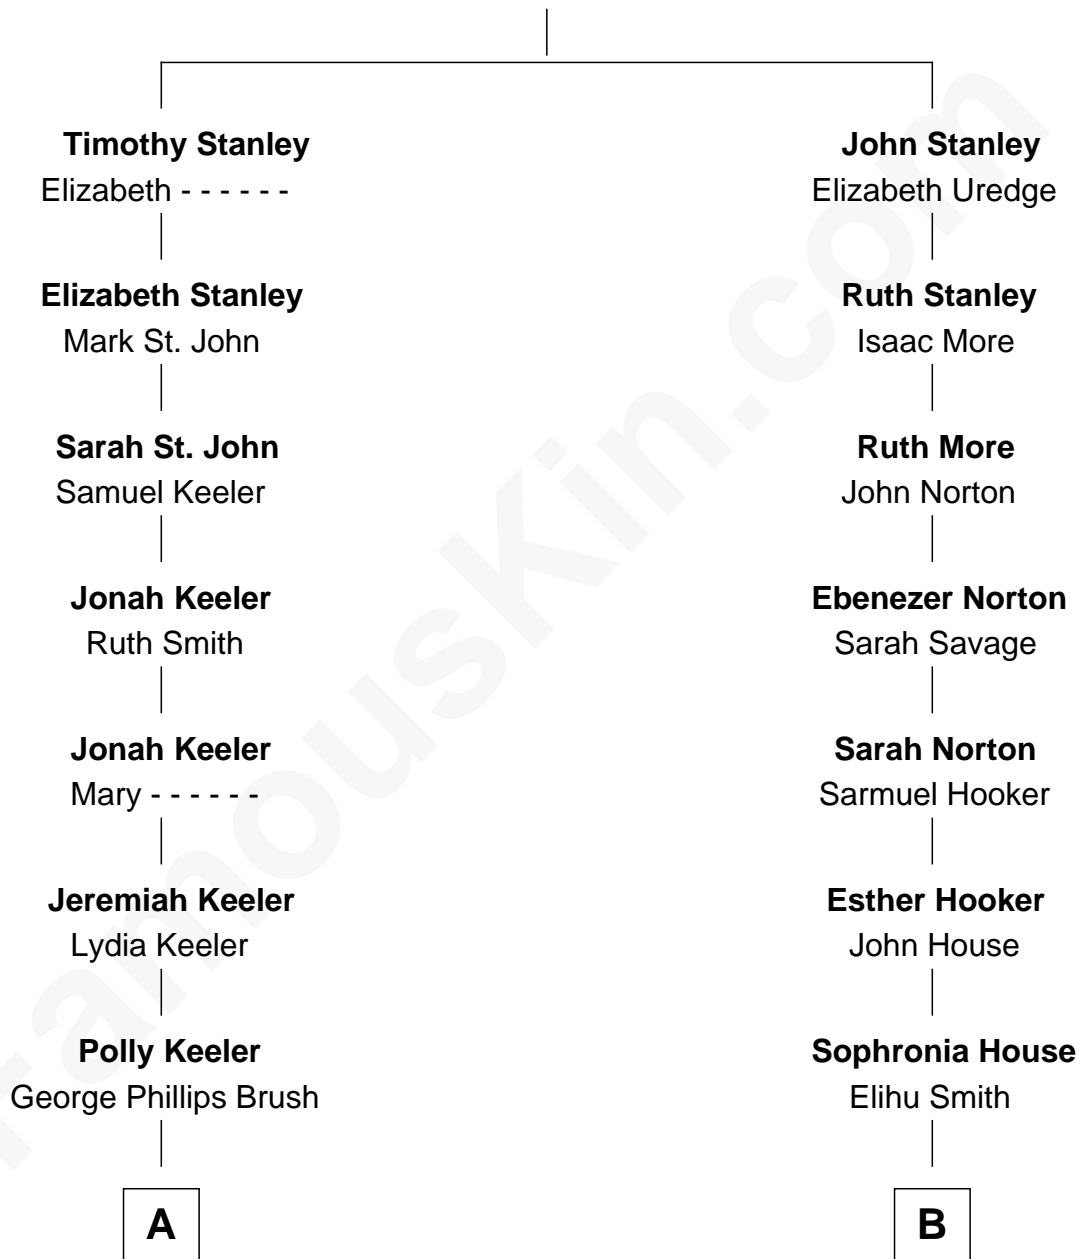 Timothy Stanley
Elizabeth - - - - - -
Elizabeth Stanley
Mark St. John
Sarah St. John
Samuel Keeler
Jonah Keeler
Ruth Smith
Jonah Keeler
Mary - - - - - -
Jeremiah Keeler
Lydia Keeler
Polly Keeler
George Phillips Brush
A
John Stanley
Elizabeth Uredge
Ruth Stanley
Isaac More
Ruth More
John Norton
Ebenezer Norton
Sarah Savage
Sarah Norton
Sarmuel Hooker
Esther Hooker
John House
Sophronia House
Elihu Smith
B
FamousKin.com